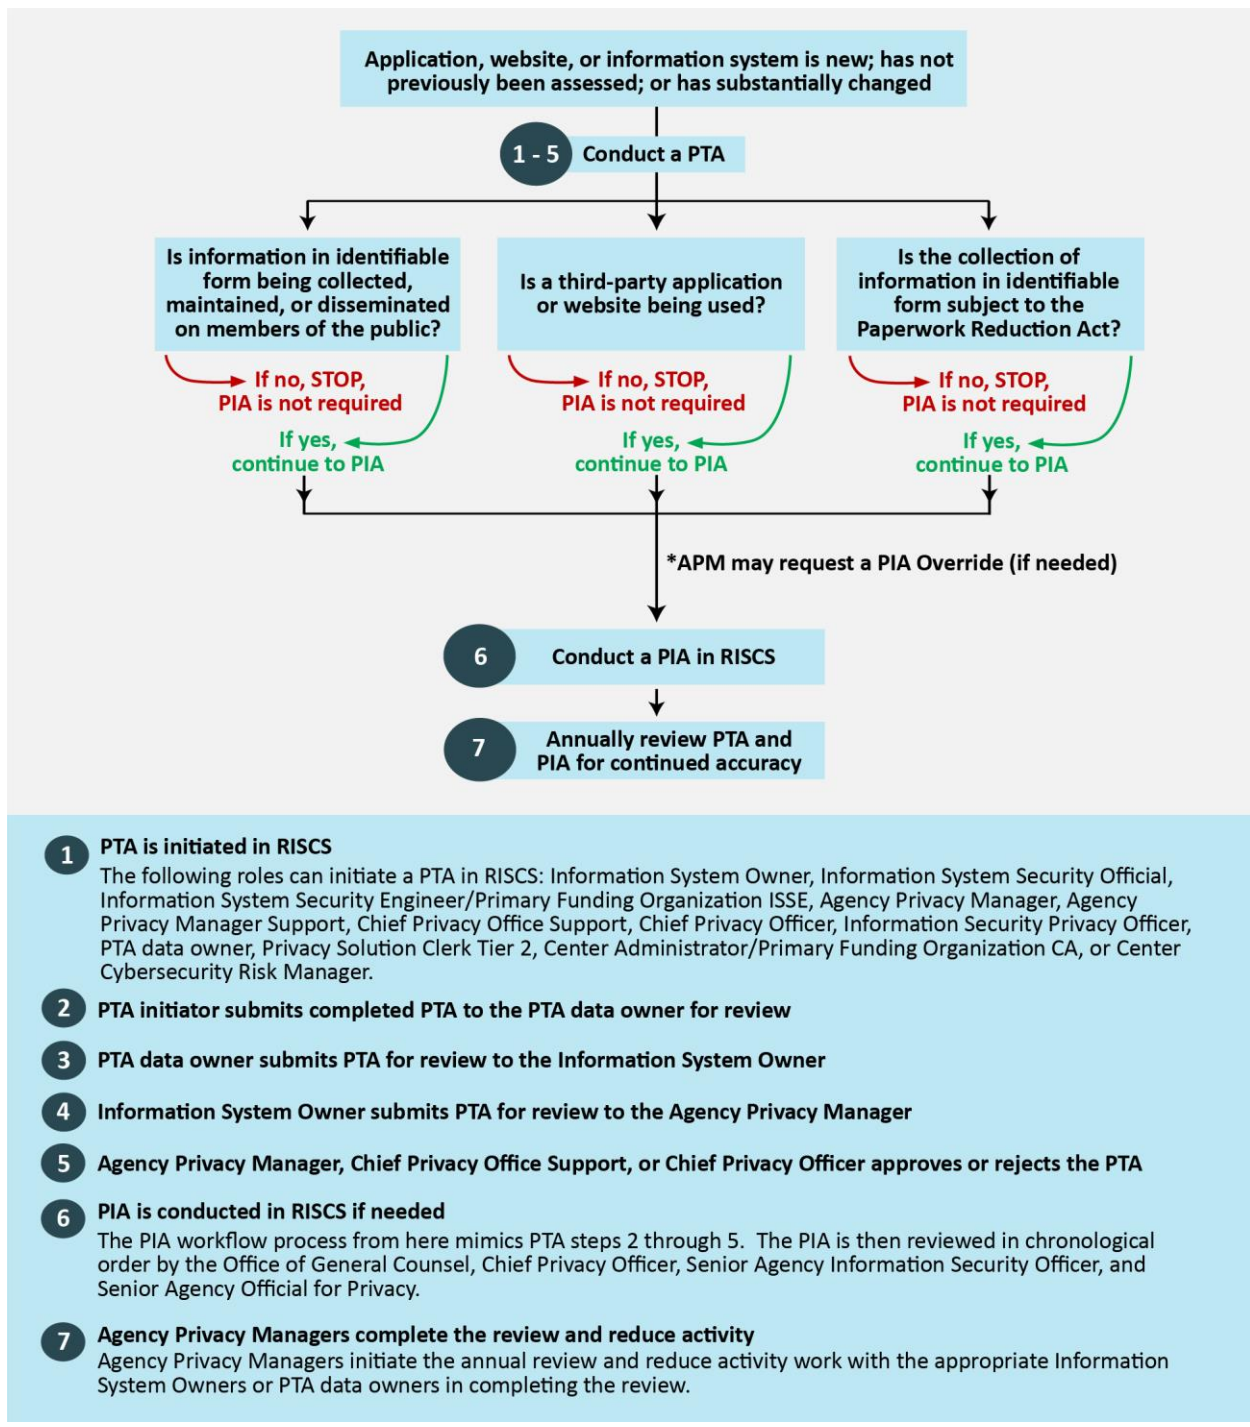 Application, website, or information system is new; has not
previously been assessed; or has substantially changed
1 - 5
Conduct a PTA
Is information in identifiable
form being collected,
maintained, or disseminated
on members of the public?
Is a third-party application
or website being used?
Is the collection of
information in identifiable
form subject to the
Paperwork Reduction Act?
If no, STOP,
PIA is not required
If no, STOP,
PIA is not required
If no, STOP,
PIA is not required
If yes,
continue to PIA
If yes,
continue to PIA
If yes,
continue to PIA
*APM may request a PIA Override (if needed)
6
Conduct a PIA in RISCS
7
Annually review PTA and
PIA for continued accuracy
1
PTA is initiated in RISCS
The following roles can initiate a PTA in RISCS: Information System Owner, Information System Security Official,
Information System Security Engineer/Primary Funding Organization ISSE, Agency Privacy Manager, Agency
Privacy Manager Support, Chief Privacy Office Support, Chief Privacy Officer, Information Security Privacy Officer,
PTA data owner, Privacy Solution Clerk Tier 2, Center Administrator/Primary Funding Organization CA, or Center
Cybersecurity Risk Manager.
2
PTA initiator submits completed PTA to the PTA data owner for review
3
PTA data owner submits PTA for review to the Information System Owner
4
Information System Owner submits PTA for review to the Agency Privacy Manager
5
Agency Privacy Manager, Chief Privacy Office Support, or Chief Privacy Officer approves or rejects the PTA
6
PIA is conducted in RISCS if needed
The PIA workflow process from here mimics PTA steps 2 through 5.  The PIA is then reviewed in chronological
order by the Office of General Counsel, Chief Privacy Officer, Senior Agency Information Security Officer, and
Senior Agency Official for Privacy.
7
Agency Privacy Managers complete the review and reduce activity
Agency Privacy Managers initiate the annual review and reduce activity work with the appropriate Information
System Owners or PTA data owners in completing the review.